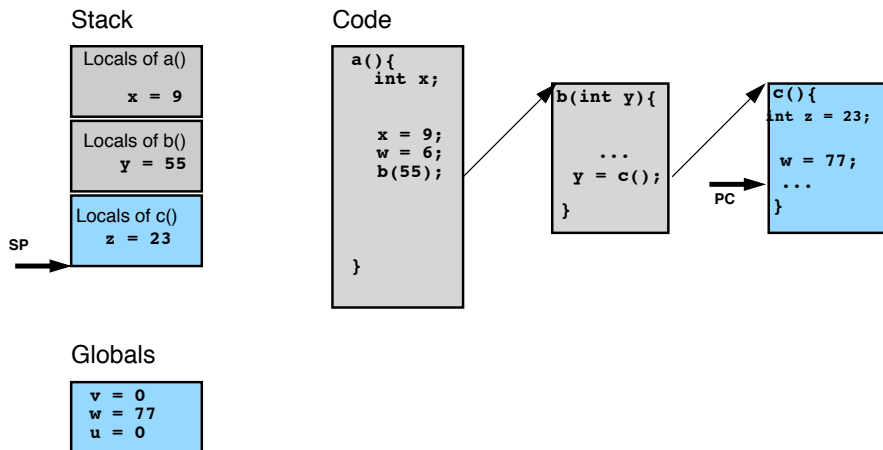 Stack
Locals of a()
x = 9
Locals of b()
y = 55
Locals of c()
z = 23
SP
Code
a(){
int x;
x = 9;
w = 6;
b(55);
}
b(int y){
...
y = c();
}
c(){
int z = 23;
w = 77;
...
}
PC
Globals
v = 0
w = 77
u = 0